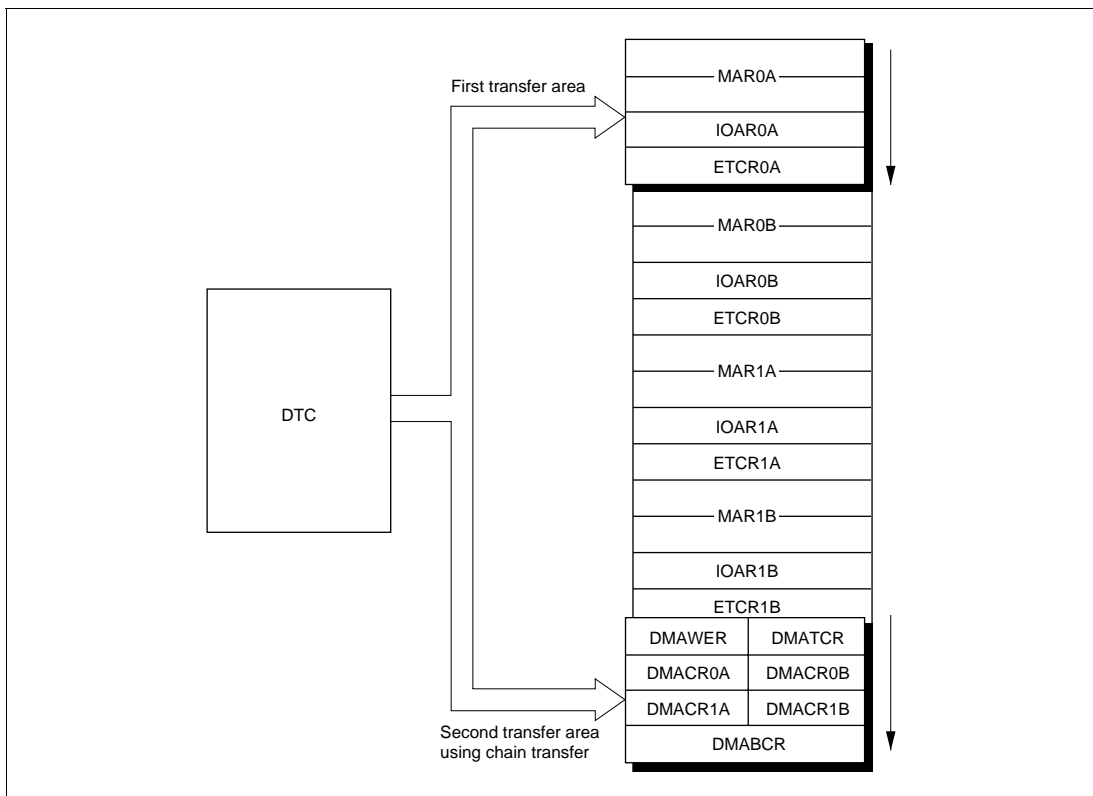 First transfer area
MAR0A
IOAR0A
ETCR0A
MAR0B
IOAR0B
ETCR0B
MAR1A
DTC
IOAR1A
ETCR1A
MAR1B
IOAR1B
ETCR1B
DMAWER DMATCR
DMACR0A DMACR0B
DMACR1A DMACR1B
Second transfer area
using chain transfer
DMABCR